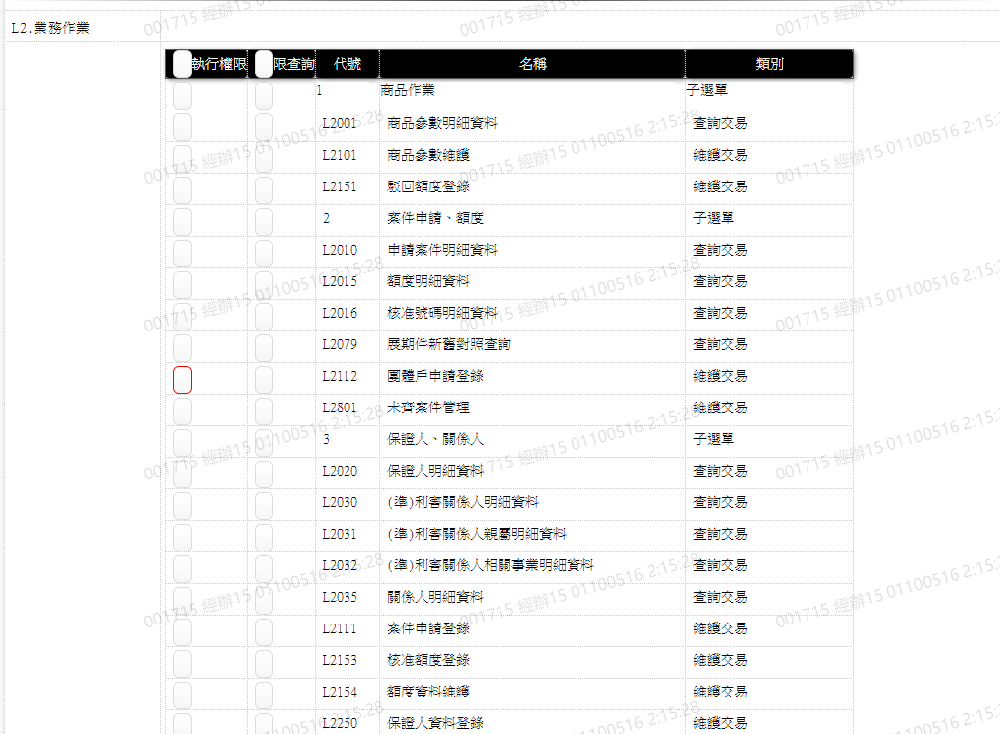 L2.業務作業
執行權限 限查詢 代號 名稱 類別
1 商品作業 子選單
L2001 商品參數明細資料 查詢交易
L2101 商品參數維護 維護交易
L2151 駁回額度登錄 維護交易
2 案件申請、額度 子選單
L2010 申請案件明細資料 查詢交易
L2015 額度明細資料 查詢交易
L2016 核准號碼明細資料 查詢交易
L2079 展期件新舊對照查詢 查詢交易
L2112 團體戶申請登錄 維護交易
L2801 未齊案件管理 維護交易
3 保證人、關係人 子選單
L2020 保證人明細資料 查詢交易
L2030 (準)利害關係人明細資料 查詢交易
L2031 (準)利害關係人親屬明細資料 查詢交易
L2032 (準)利害關係人相關事業明細資料 查詢交易
L2035 關係人明細資料 查詢交易
L2111 案件申請登錄 維護交易
L2153 核准額度登錄 維護交易
L2154 額度資料維護 維護交易
L2250 保證人資料登錄 維護交易
001715 經辦15 01100516 2:15:28